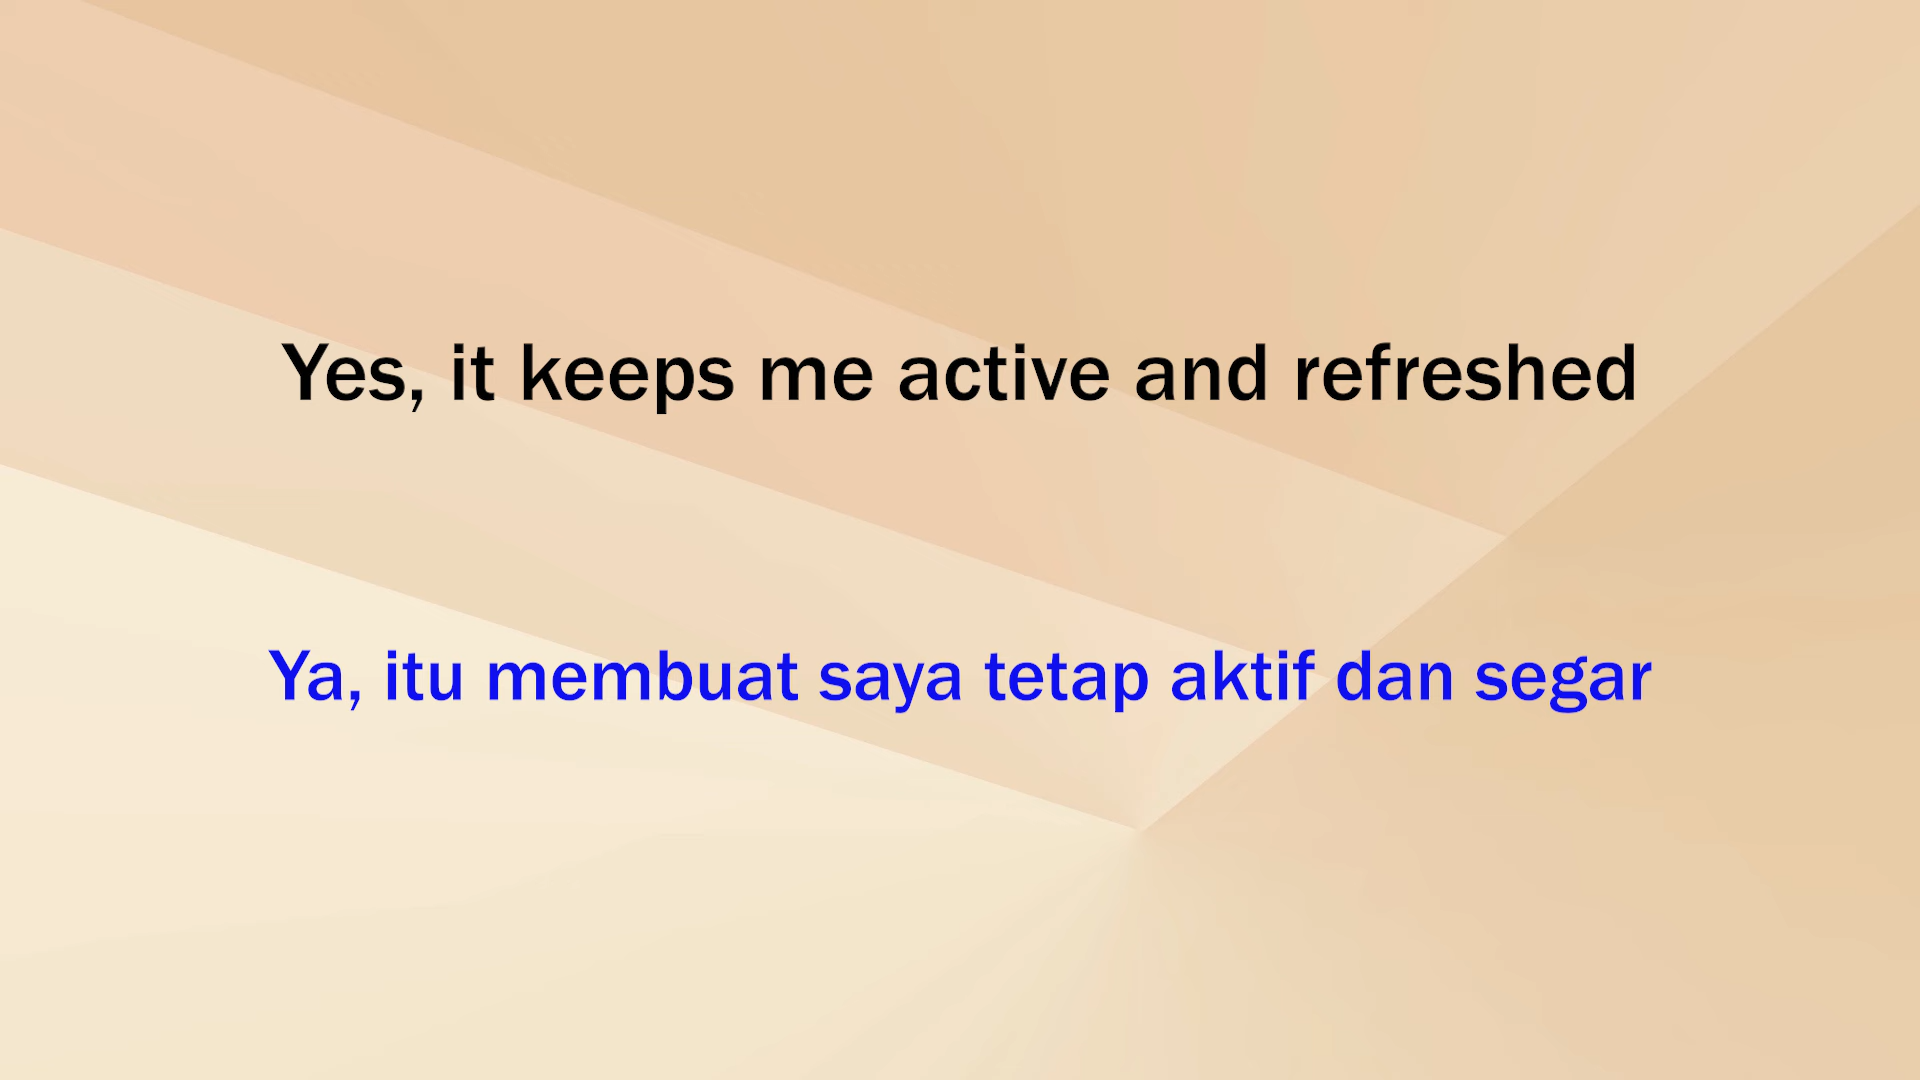 Yes, it keeps me active and refreshed
Ya, itu membuat saya tetap aktif dan segar